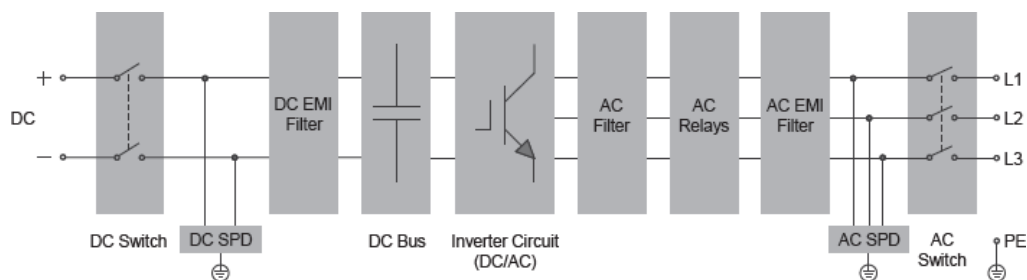 +
DC
−
DC Switch
DC SPD
DC EMI
Filter
DC Bus
Inverter Circuit
(DC/AC)
AC
Filter
AC
Relays
AC EMI
Filter
AC SPD
AC
Switch
L1
L2
L3
PE